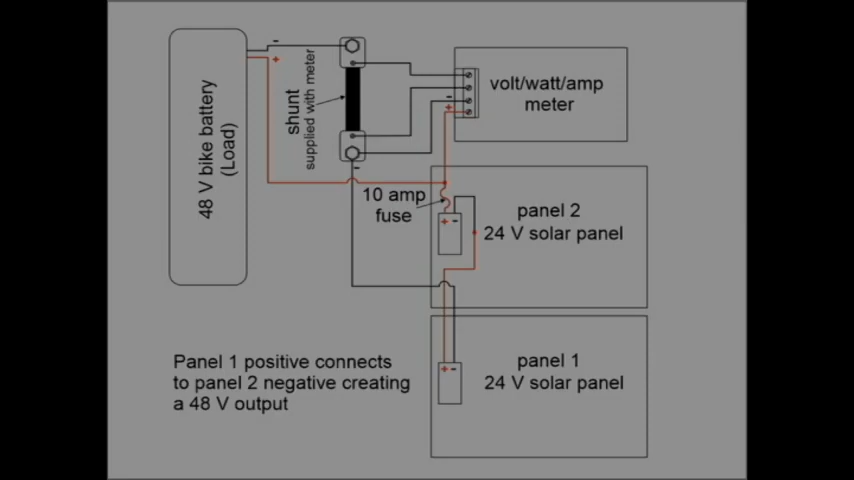 48 V bike battery
(Load)
-
+
shunt
supplied with meter
volt/watt/amp
meter
-
+
-
10 amp
fuse
+ -
panel 2
24 V solar panel
+ -
panel 1
24 V solar panel
Panel 1 positive connects
to panel 2 negative creating
a 48 V output